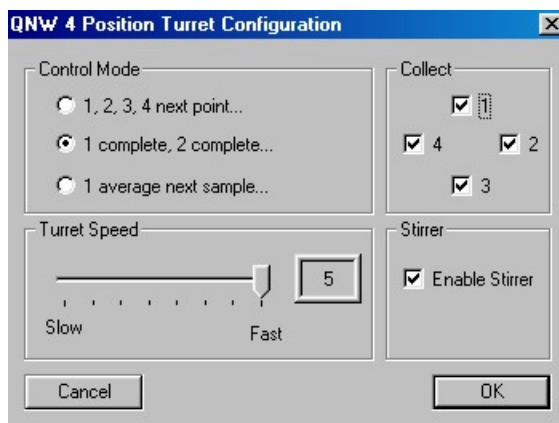 QNW 4 Position Turret Configuration
Control Mode
1, 2, 3, 4 next point...
1 complete, 2 complete...
1 average next sample...
Collect
1
4
2
3
Turret Speed
5
Slow
Fast
Stirrer
Enable Stirrer
Cancel
OK